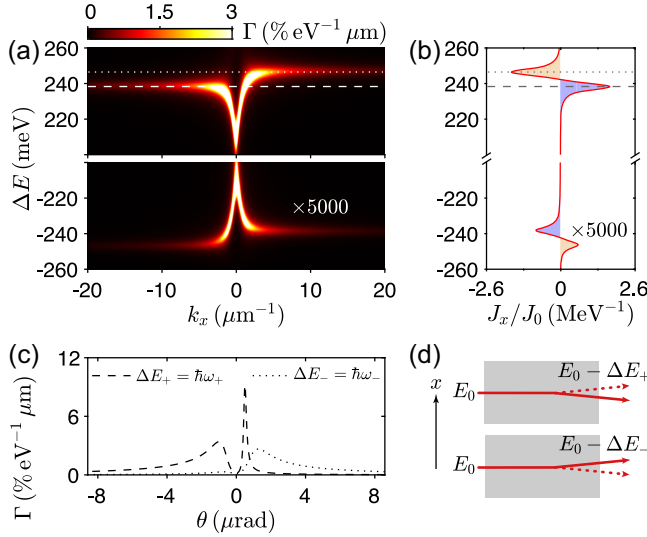 0 1.5 3 Γ (% eV⁻¹ μm)
(a)
260
240
220
-220
-240
-260
ΔE (meV)
×5000
-20 -10 0 10 20
kₓ (μm⁻¹)
(b)
260
240
220
-220
-240
-260
×5000
-2.6 0 2.6
Jₓ/J₀ (MeV⁻¹)
(c)
12
9
6
3
0
Γ (% eV⁻¹ μm)
ΔE₊ = ħω₊
ΔE₋ = ħω₋
-8 -4 0 4 8
θ (μrad)
(d)
x
E₀
E₀ − ΔE₊
E₀
E₀ − ΔE₋